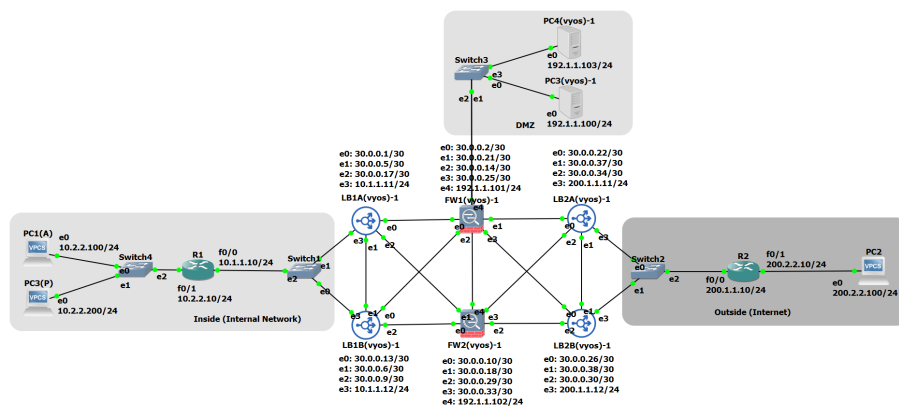 PC4(vyos)-1
e0
192.1.1.103/24
Switch3
e3
e0
PC3(vyos)-1
e2 e1
e0
DMZ
192.1.1.100/24
e0: 30.0.0.1/30
e1: 30.0.0.5/30
e2: 30.0.0.17/30
e3: 10.1.1.11/24
LB1A(vyos)-1
e0: 30.0.0.2/30
e1: 30.0.0.21/30
e2: 30.0.0.14/30
e3: 30.0.0.25/30
e4: 192.1.1.101/24
FW1(vyos)-1
e0: 30.0.0.22/30
e1: 30.0.0.37/30
e2: 30.0.0.34/30
e3: 200.1.1.11/24
LB2A(vyos)-1
e4
e0
e0
e1
e0
e3
e1
e2
e2
e3
e2
e1
e3
PC1(A)
VPCS
e0
10.2.2.100/24
Switch4
e0
e1
e2
R1
f0/0
10.1.1.10/24
f0/1
10.2.2.10/24
Switch1
e1
e2
e0
PC3(P)
VPCS
e0
10.2.2.200/24
Inside (Internal Network)
Switch2
e0
e2
e1
R2
f0/1
200.2.2.10/24
f0/0
200.1.1.10/24
PC2
VPCS
e0
200.2.2.100/24
Outside (Internet)
e3
e1
e0
e2
e0
e1
e3
e2
e0
e1
e2
e3
LB1B(vyos)-1
e0: 30.0.0.13/30
e1: 30.0.0.6/30
e2: 30.0.0.9/30
e3: 10.1.1.12/24
FW2(vyos)-1
e0: 30.0.0.10/30
e1: 30.0.0.18/30
e2: 30.0.0.29/30
e3: 30.0.0.33/30
e4: 192.1.1.102/24
LB2B(vyos)-1
e0: 30.0.0.26/30
e1: 30.0.0.38/30
e2: 30.0.0.30/30
e3: 200.1.1.12/24